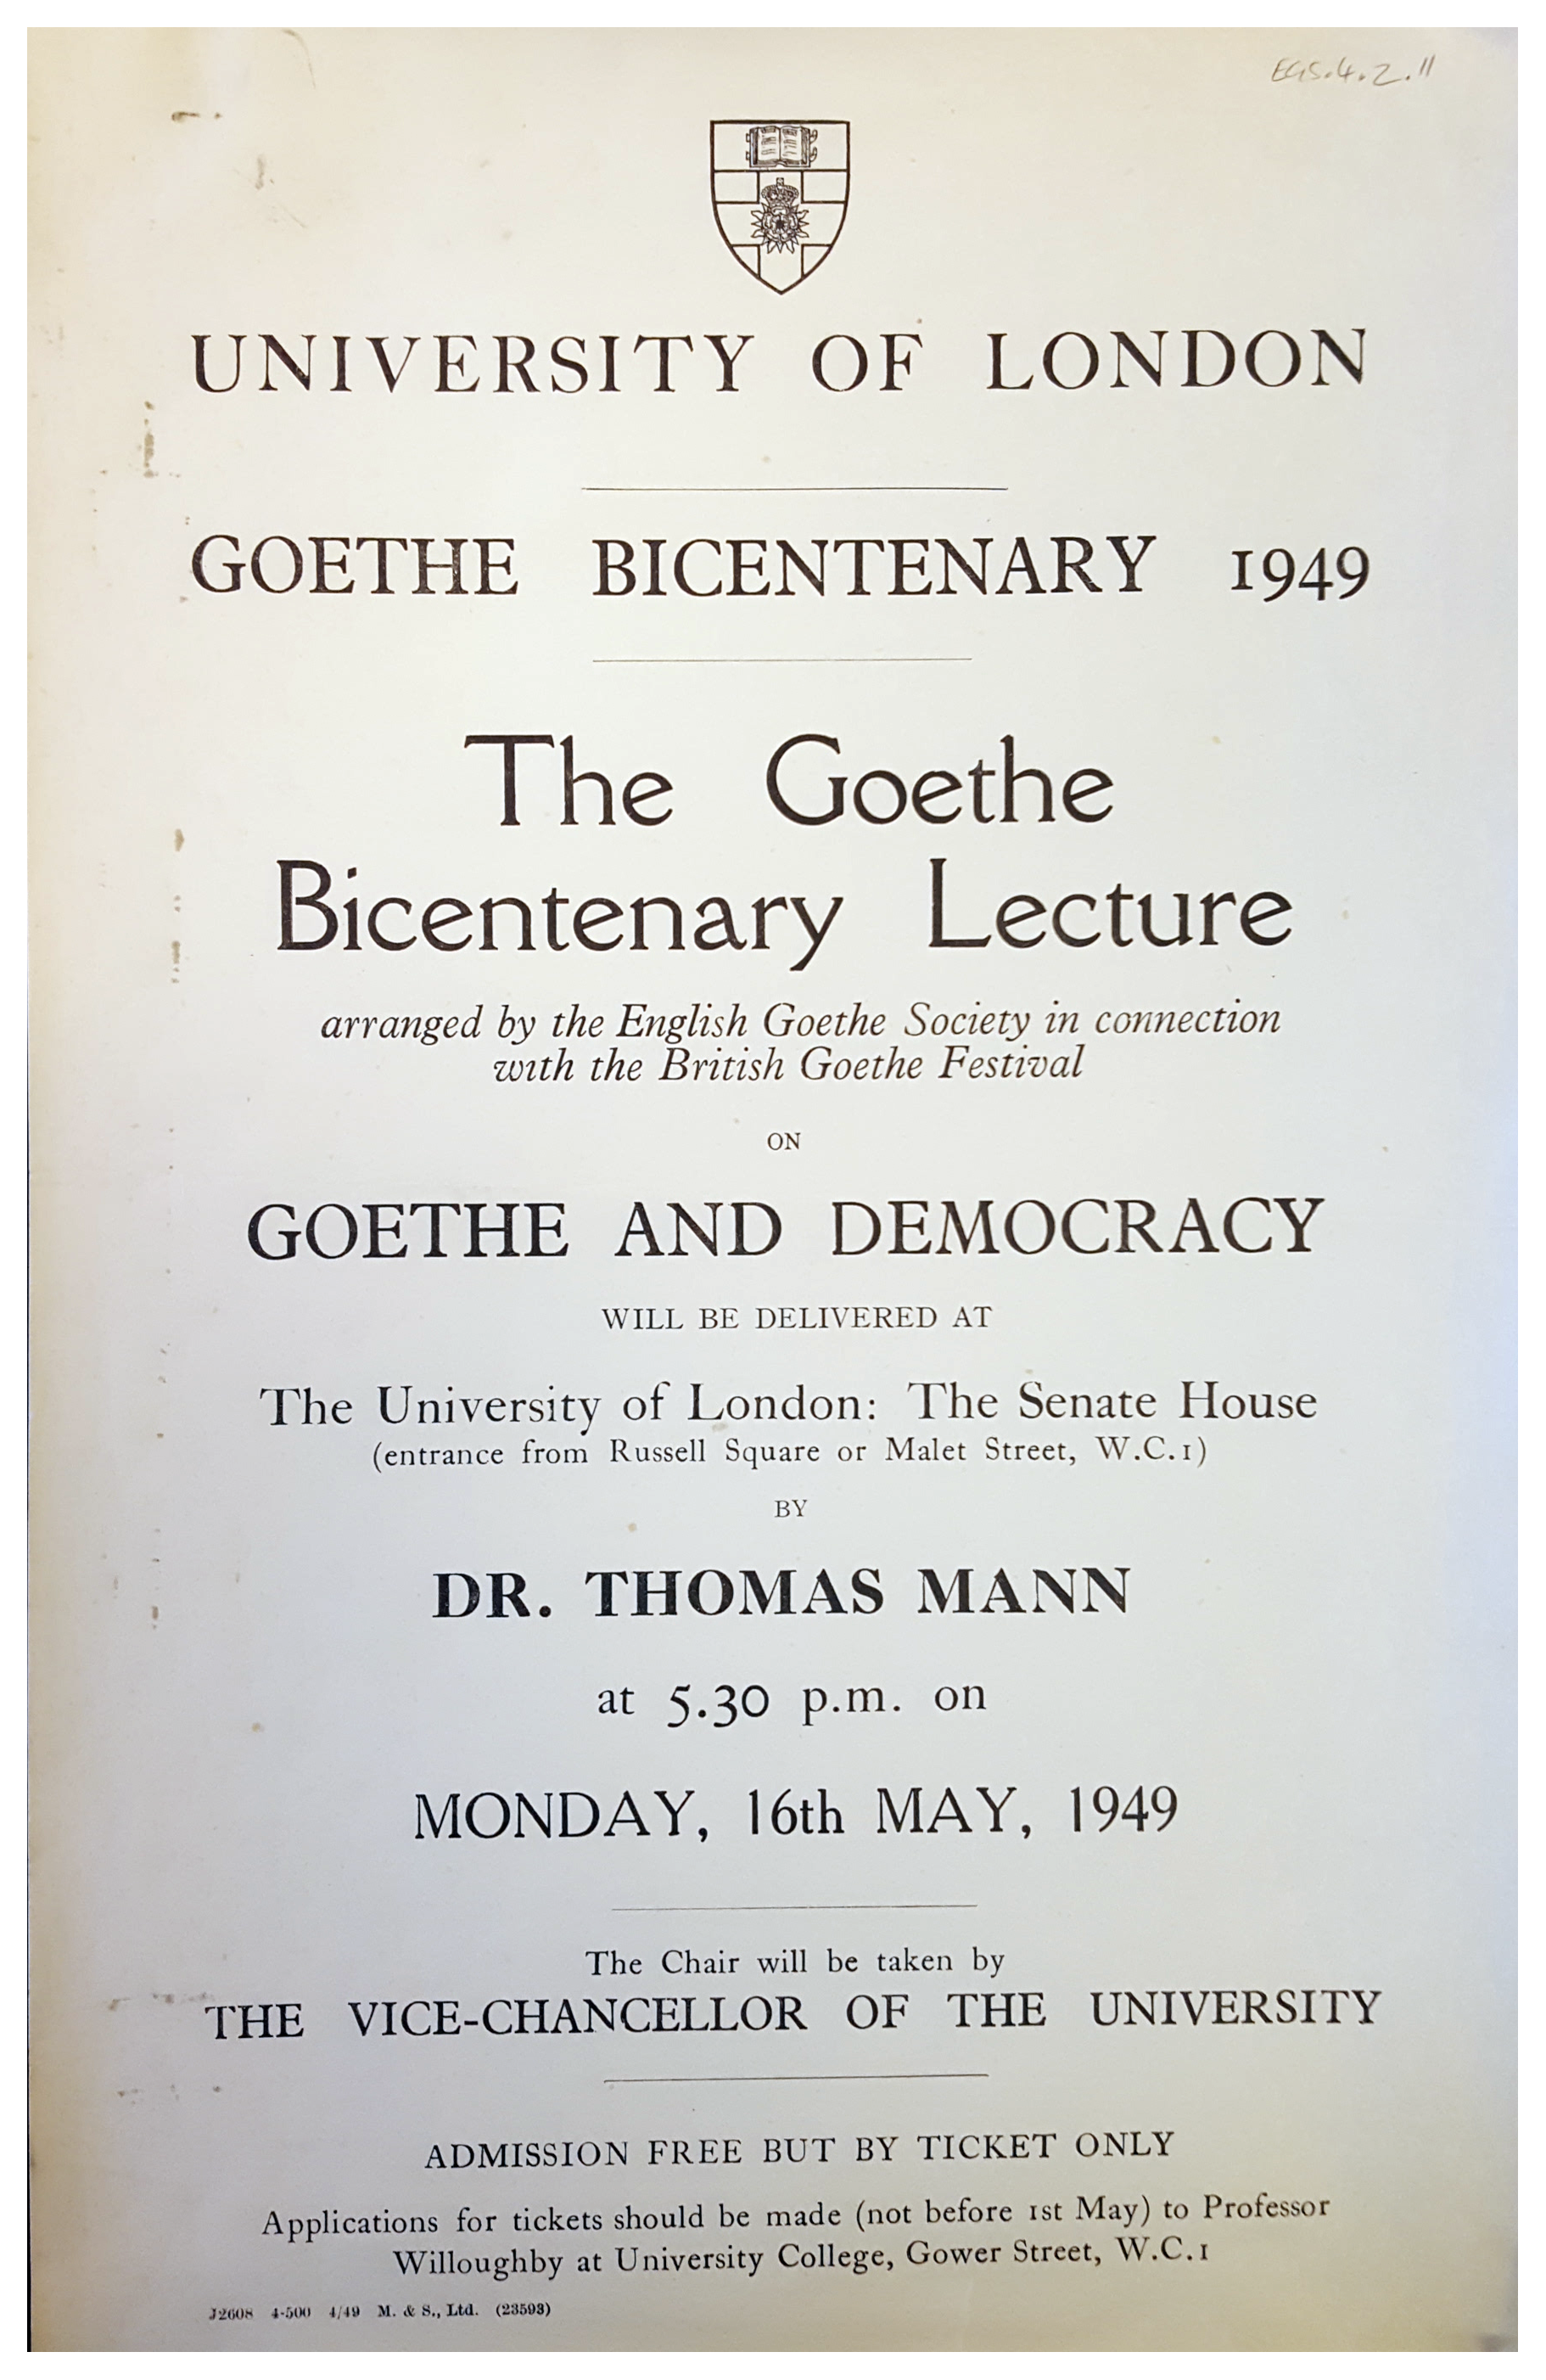 EGS.4.2.11
UNIVERSITY OF LONDON
GOETHE BICENTENARY 1949
The Goethe
Bicentenary Lecture
arranged by the English Goethe Society in connection
with the British Goethe Festival
ON
GOETHE AND DEMOCRACY
WILL BE DELIVERED AT
The University of London: The Senate House
(entrance from Russell Square or Malet Street, W.C.1)
BY
DR. THOMAS MANN
at 5.30 p.m. on
MONDAY, 16th MAY, 1949
The Chair will be taken by
THE VICE-CHANCELLOR OF THE UNIVERSITY
ADMISSION FREE BUT BY TICKET ONLY
Applications for tickets should be made (not before 1st May) to Professor
Willoughby at University College, Gower Street, W.C.1
J2608 4-500 4/49 M. & S., Ltd. (23593)